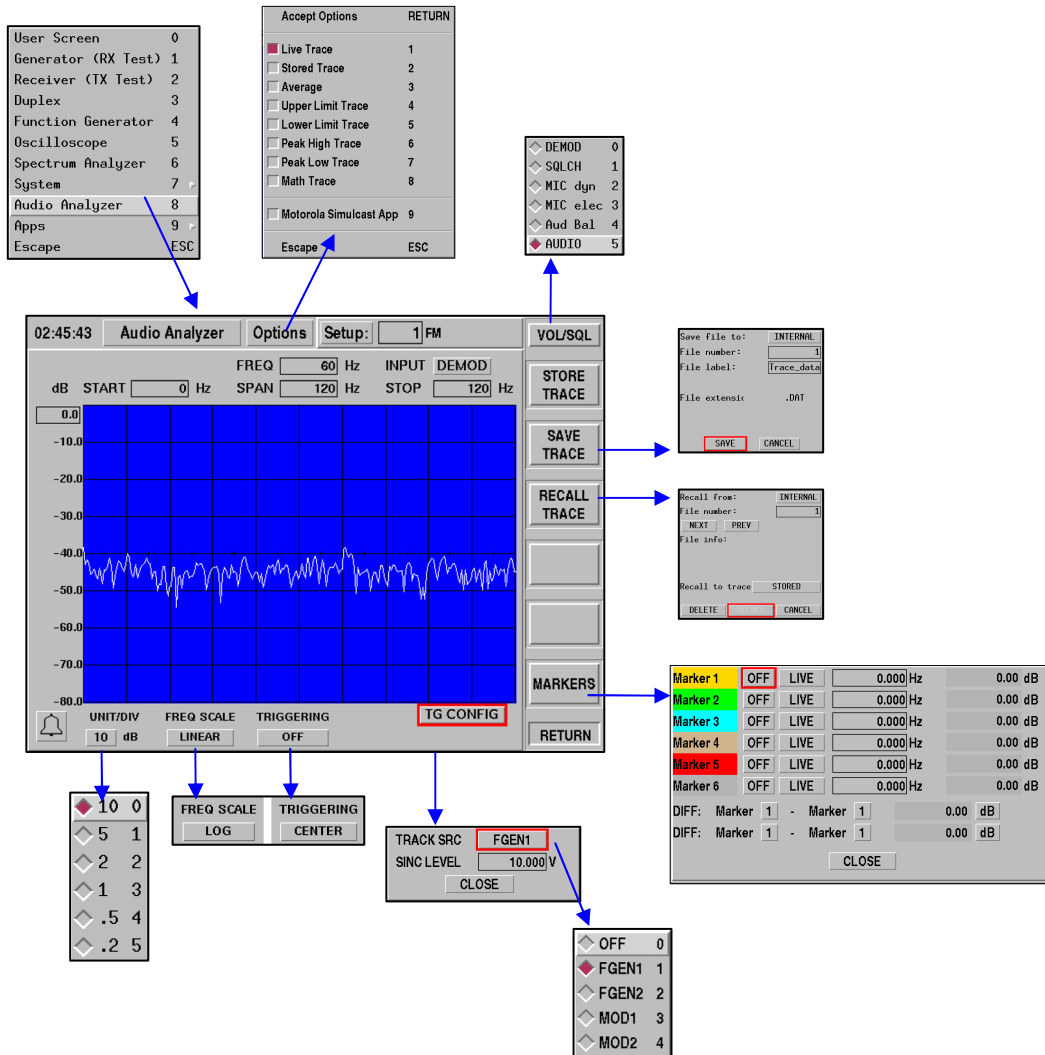 User Screen 0
Generator (RX Test) 1
Receiver (TX Test) 2
Duplex 3
Function Generator 4
Oscilloscope 5
Spectrum Analyzer 6
System 7
Audio Analyzer 8
Apps 9
Escape ESC
Accept Options RETURN
Live Trace 1
Stored Trace 2
Average 3
Upper Limit Trace 4
Lower Limit Trace 5
Peak High Trace 6
Peak Low Trace 7
Math Trace 8
Motorola Simulcast App 9
Escape ESC
DEMOD 0
SQLCH 1
MIC dyn 2
MIC elec 3
Aud Bal 4
AUDIO 5
02:45:43 Audio Analyzer Options Setup: 1 FM
FREQ 60 Hz INPUT DEMOD
dB START 0 Hz SPAN 120 Hz STOP 120 Hz
0.0
-10.0
-20.0
-30.0
-40.0
-50.0
-60.0
-70.0
-80.0
UNIT/DIV FREQ SCALE TRIGGERING TG CONFIG
10 dB LINEAR OFF
VOL/SQL
STORE
TRACE
SAVE
TRACE
RECALL
TRACE
MARKERS
RETURN
Save file to: INTERNAL
File number: 1
File label: Trace_data
File extensic .DAT
SAVE CANCEL
Recall from: INTERNAL
File number: 1
NEXT PREV
File info:
Recall to trace STORED
DELETE RECALL CANCEL
Marker 1 OFF LIVE 0.000 Hz 0.00 dB
Marker 2 OFF LIVE 0.000 Hz 0.00 dB
Marker 3 OFF LIVE 0.000 Hz 0.00 dB
Marker 4 OFF LIVE 0.000 Hz 0.00 dB
Marker 5 OFF LIVE 0.000 Hz 0.00 dB
Marker 6 OFF LIVE 0.000 Hz 0.00 dB
DIFF: Marker 1 - Marker 1 0.00 dB
DIFF: Marker 1 - Marker 1 0.00 dB
CLOSE
10 0
5 1
2 2
1 3
.5 4
.2 5
FREQ SCALE TRIGGERING
LOG CENTER
TRACK SRC FGEN1
SINC LEVEL 10.000 V
CLOSE
OFF 0
FGEN1 1
FGEN2 2
MOD1 3
MOD2 4